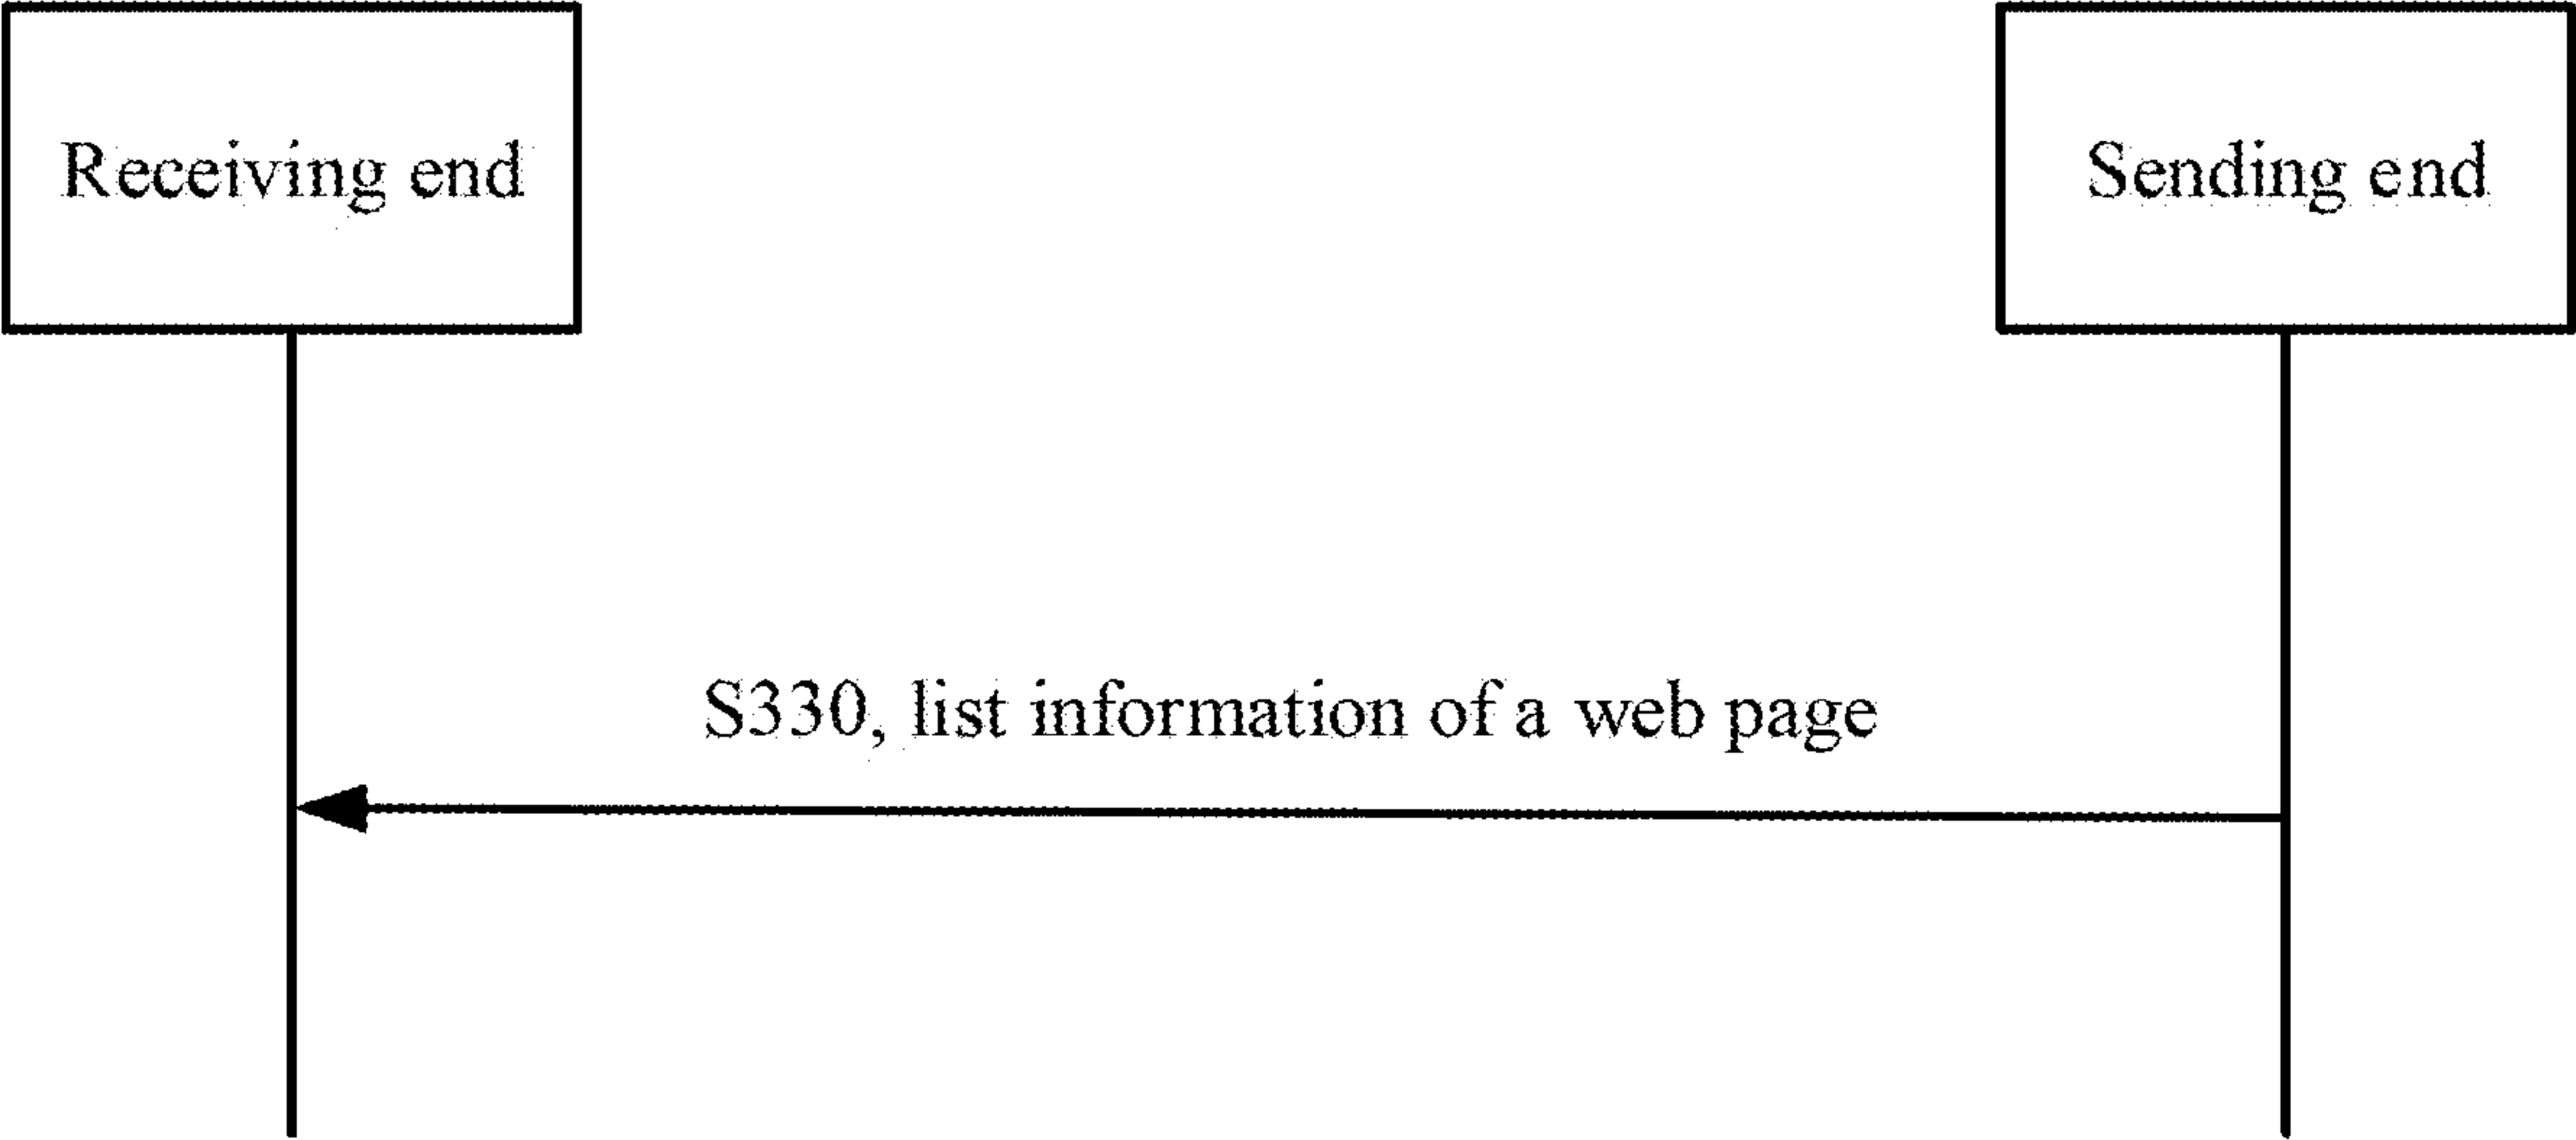 Receiving end
Sending end
S330, list information of a web page